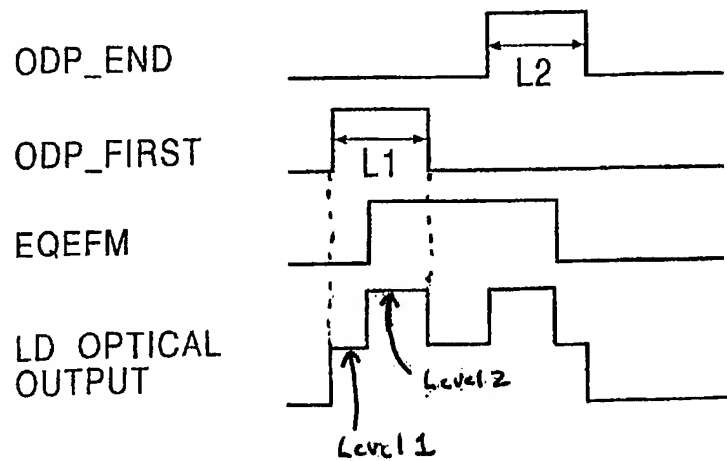 ODP_END
L2
ODP_FIRST
L1
EQEFM
LD OPTICAL
OUTPUT
Level 2
Level 1